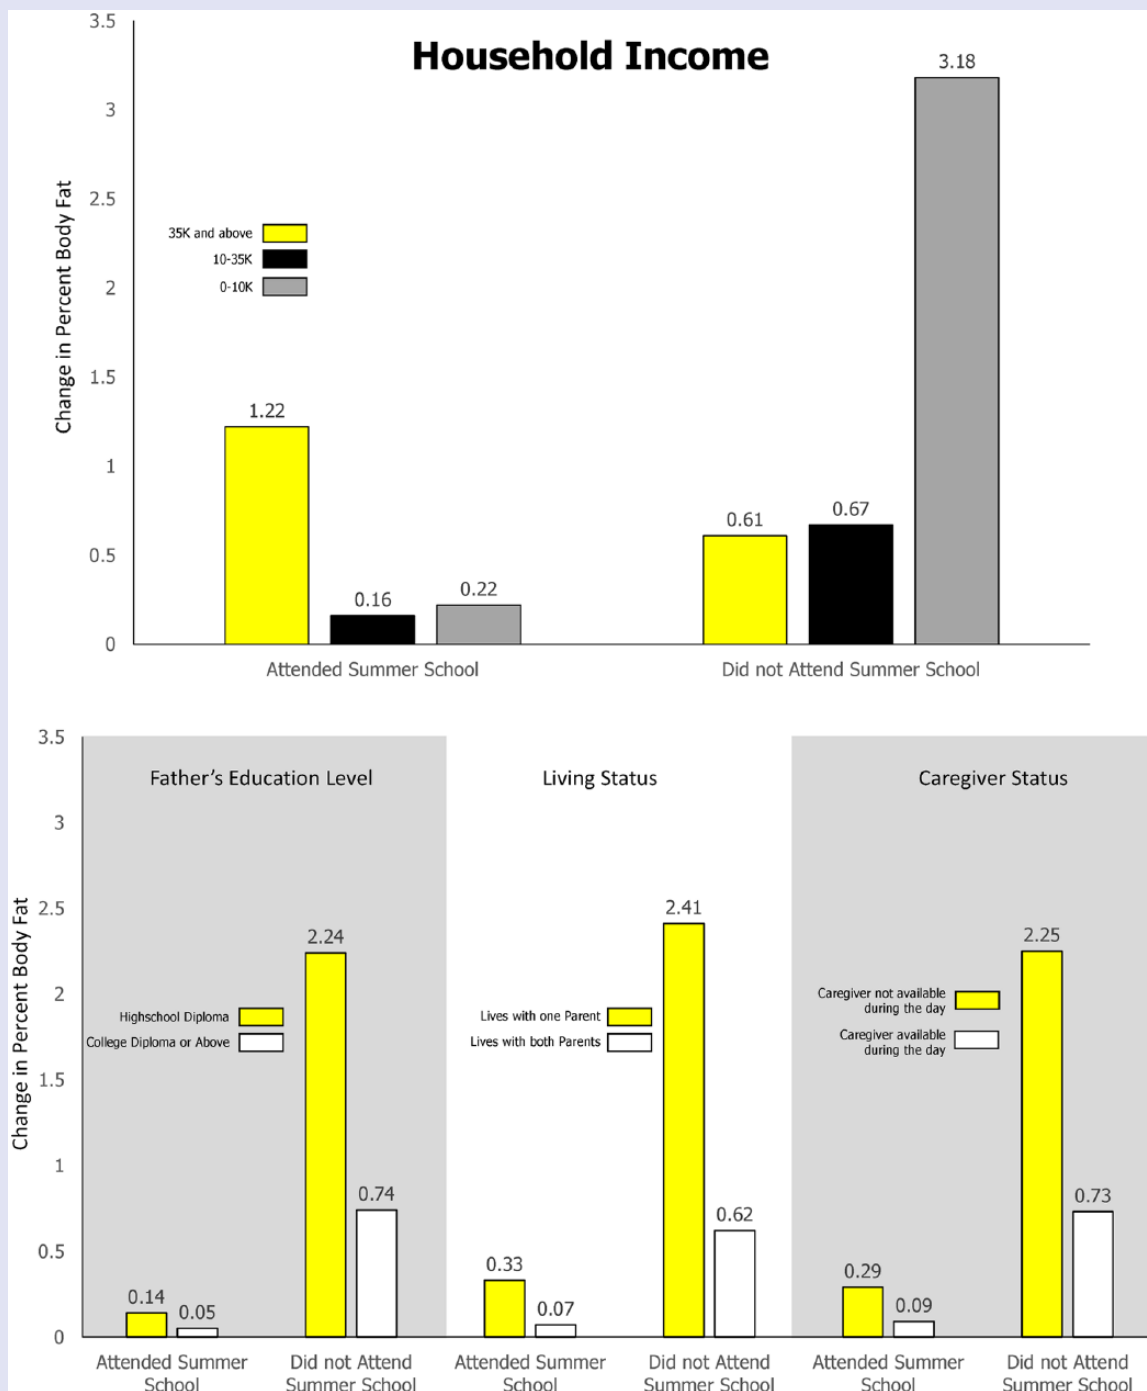 Household Income
Change in Percent Body Fat
3.5
3
2.5
2
1.5
1
0.5
0
35K and above
10-35K
0-10K
1.22
0.16
0.22
0.61
0.67
3.18
Attended Summer School
Did not Attend Summer School
Change in Percent Body Fat
3.5
3
2.5
2
1.5
1
0.5
0
Father's Education Level
Highschool Diploma
College Diploma or Above
0.14
0.05
2.24
0.74
Attended Summer
School
Did not Attend
Summer School
Living Status
Lives with one Parent
Lives with both Parents
0.33
0.07
2.41
0.62
Attended Summer
School
Did not Attend
Summer School
Caregiver Status
Caregiver not available
during the day
Caregiver available
during the day
0.29
0.09
2.25
0.73
Attended Summer
School
Did not Attend
Summer School